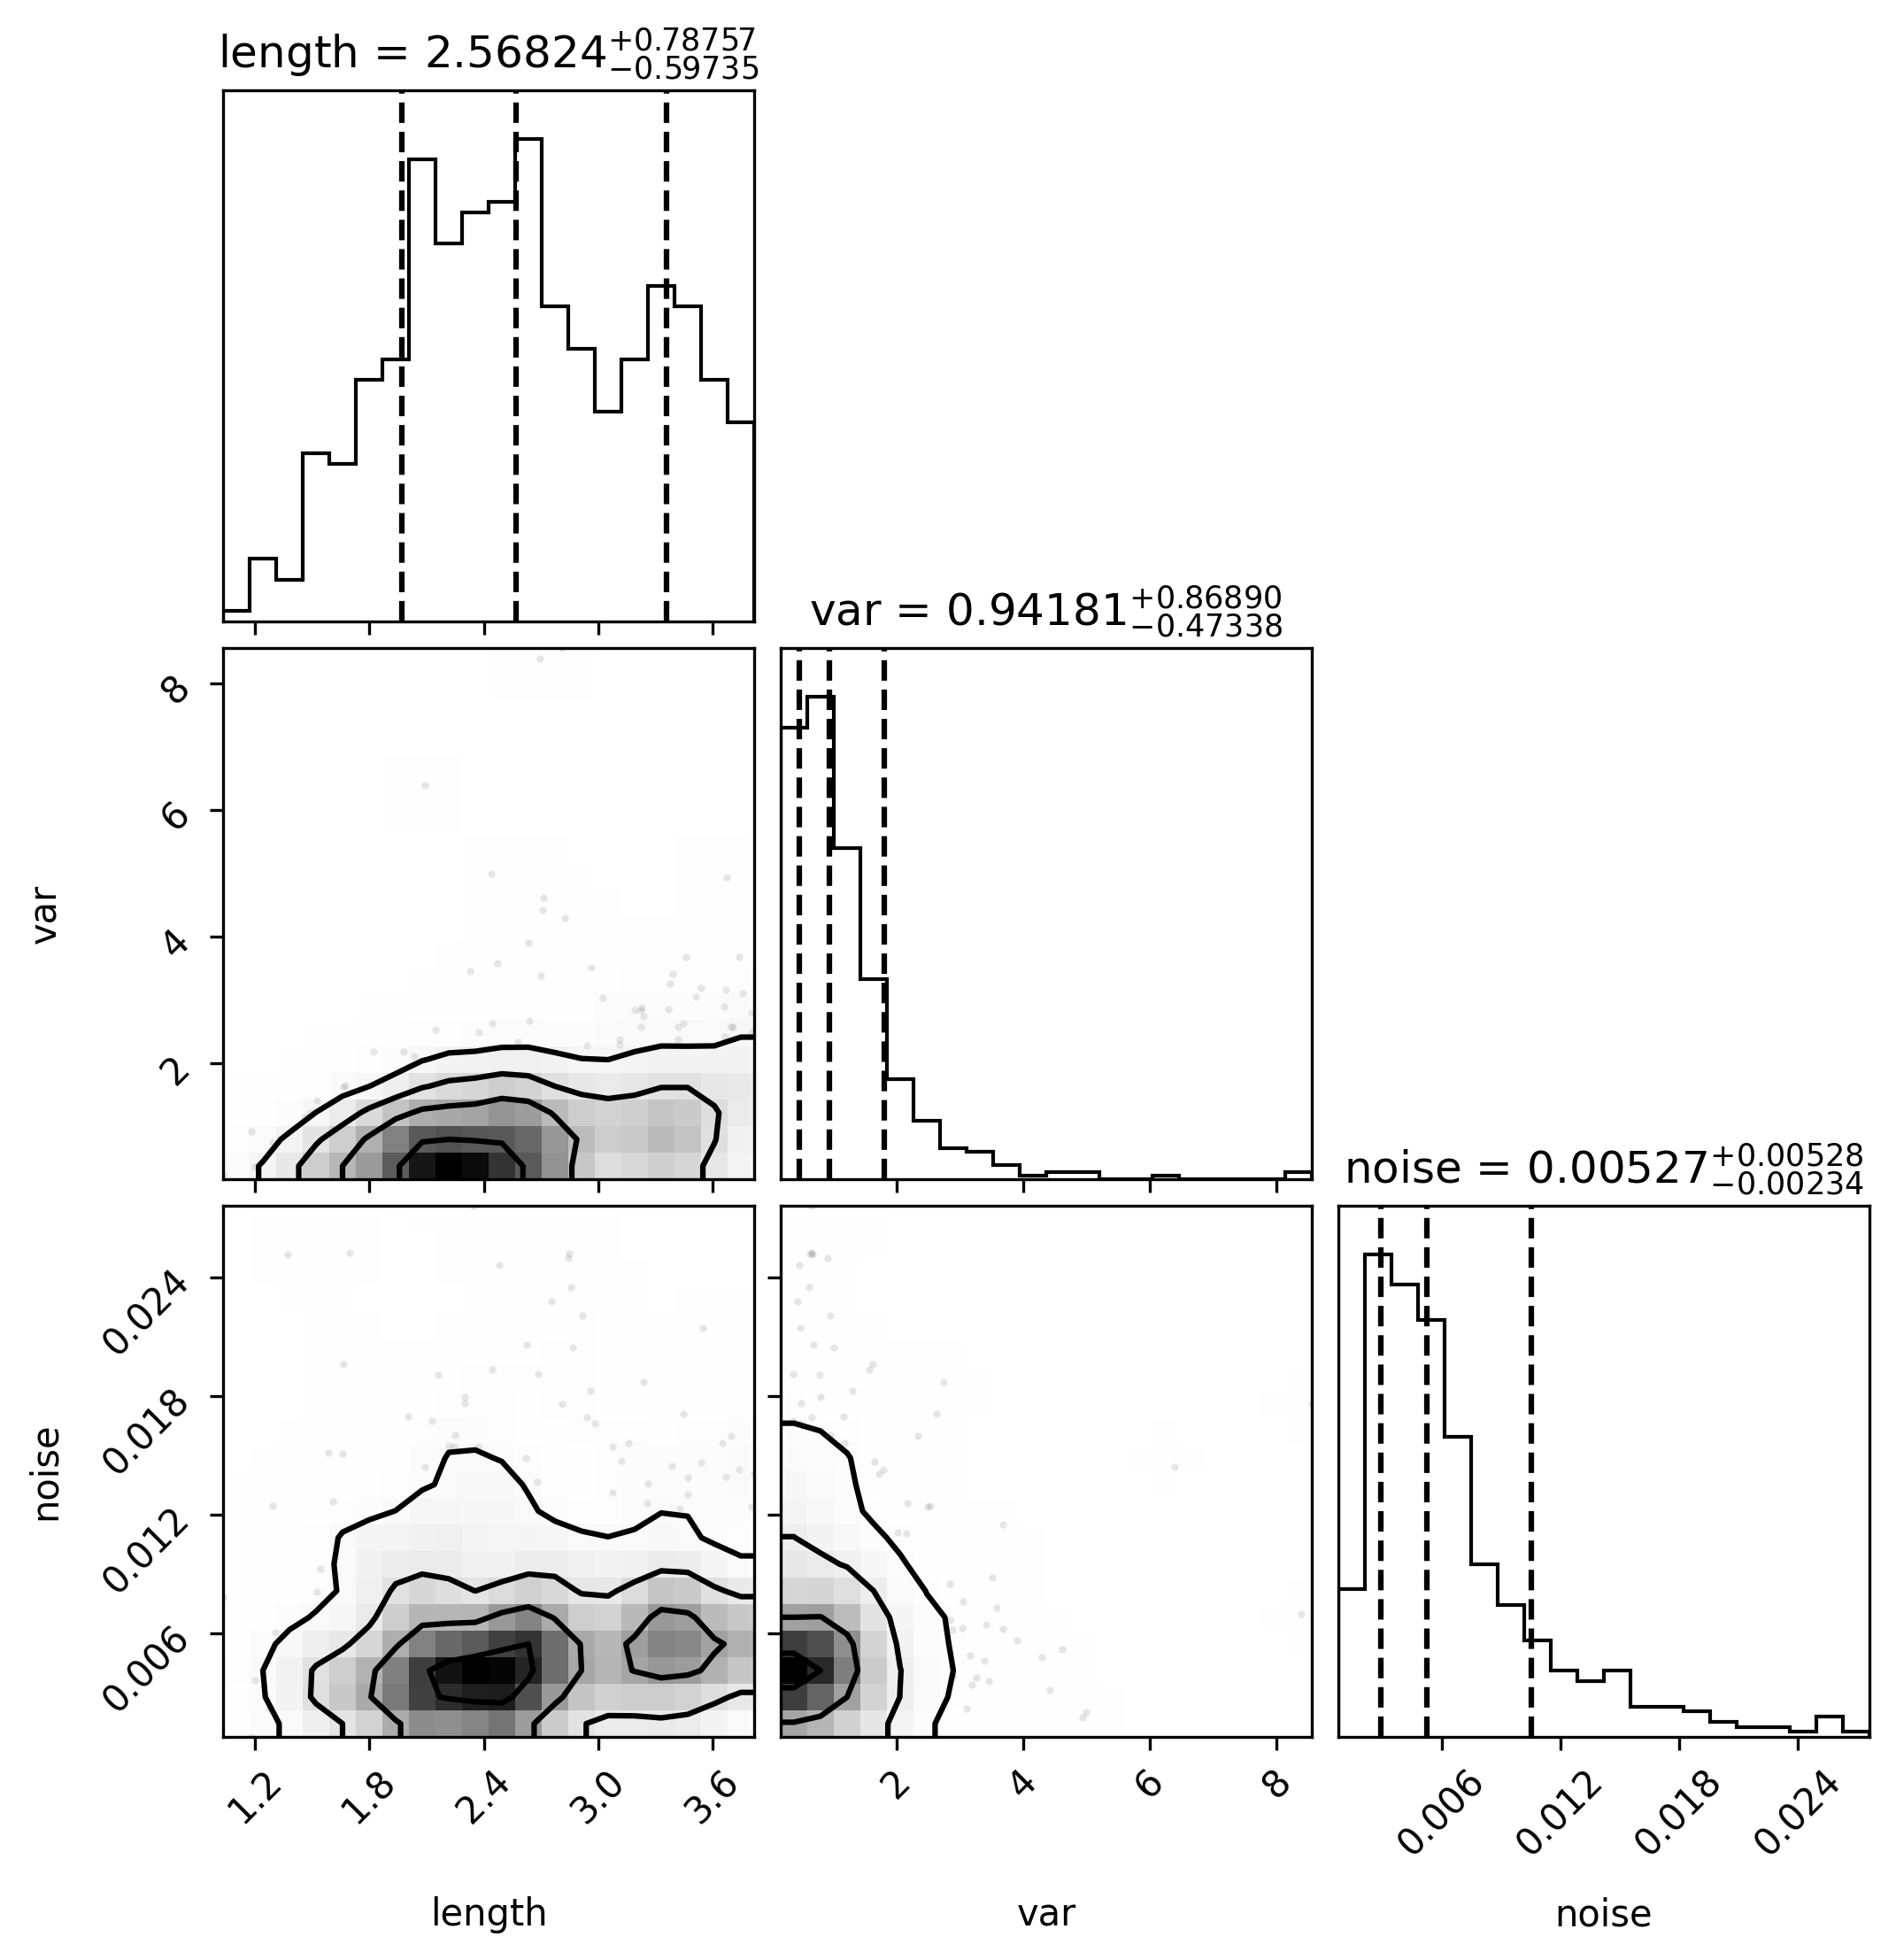 length = 2.56824 +0.78757 −0.59735
var = 0.94181 +0.86890 −0.47338
8
6
4
2
var
noise = 0.00527 +0.00528 −0.00234
0.024
0.018
0.012
0.006
noise
1.2 1.8 2.4 3.0 3.6 2 4 6 8 0.006 0.012 0.018 0.024
length var noise